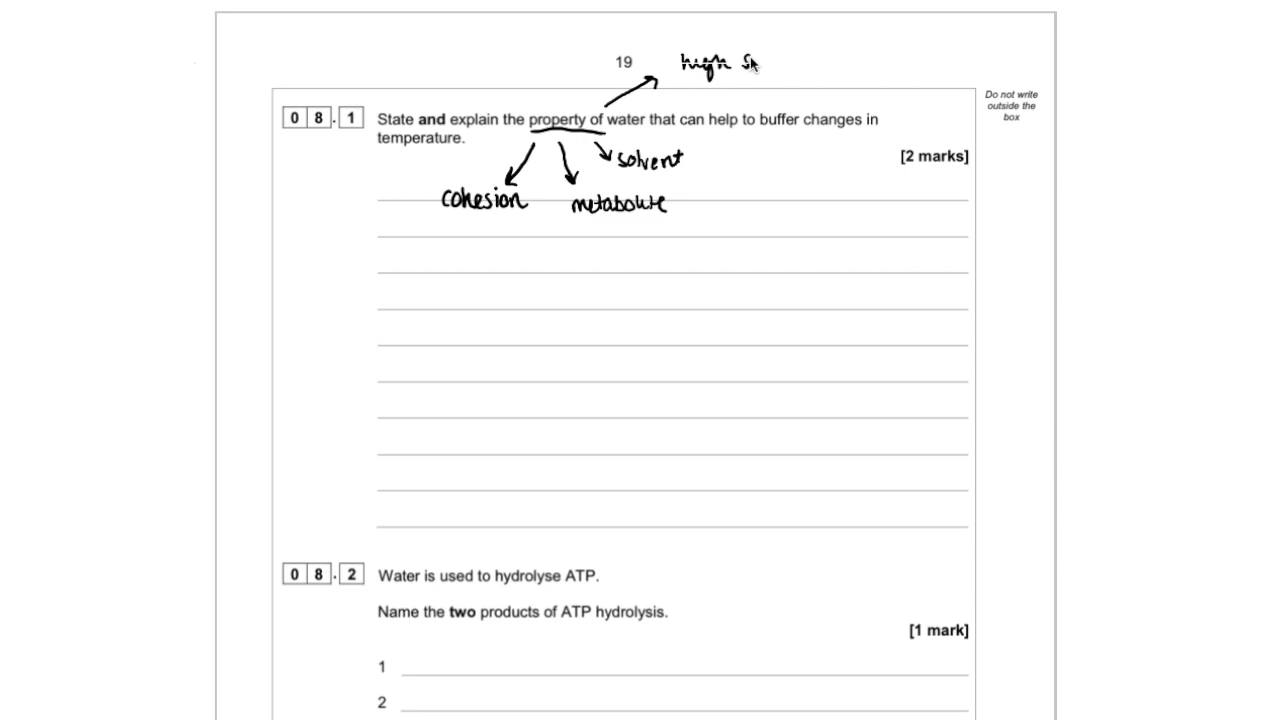 19
high s
Do not write
outside the
box
0 8 . 1
State and explain the property of water that can help to buffer changes in
temperature.
[2 marks]
solvent
cohesion
metabolite
0 8 . 2
Water is used to hydrolyse ATP.
Name the two products of ATP hydrolysis.
[1 mark]
1
2